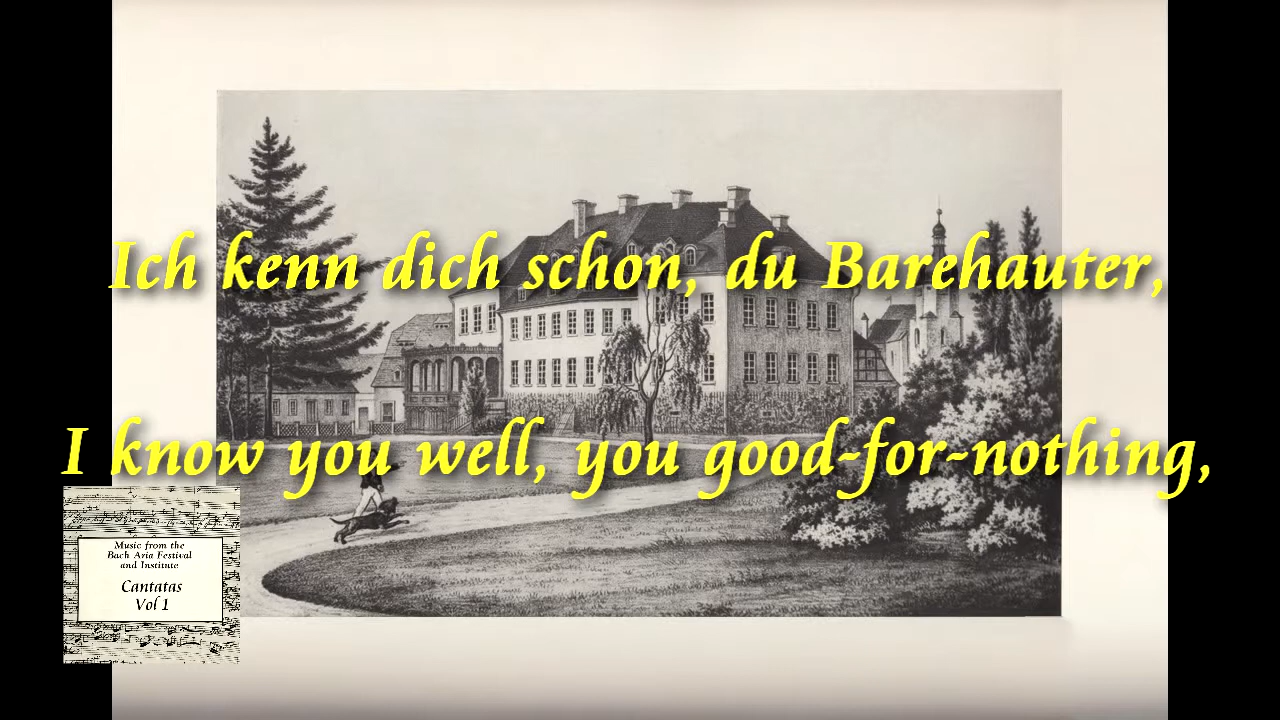 Ich kenn dich schon, du Barehauter,
I know you well, you good-for-nothing,
Music from the
Bach Aria Festival
and Institute
Cantatas
Vol 1